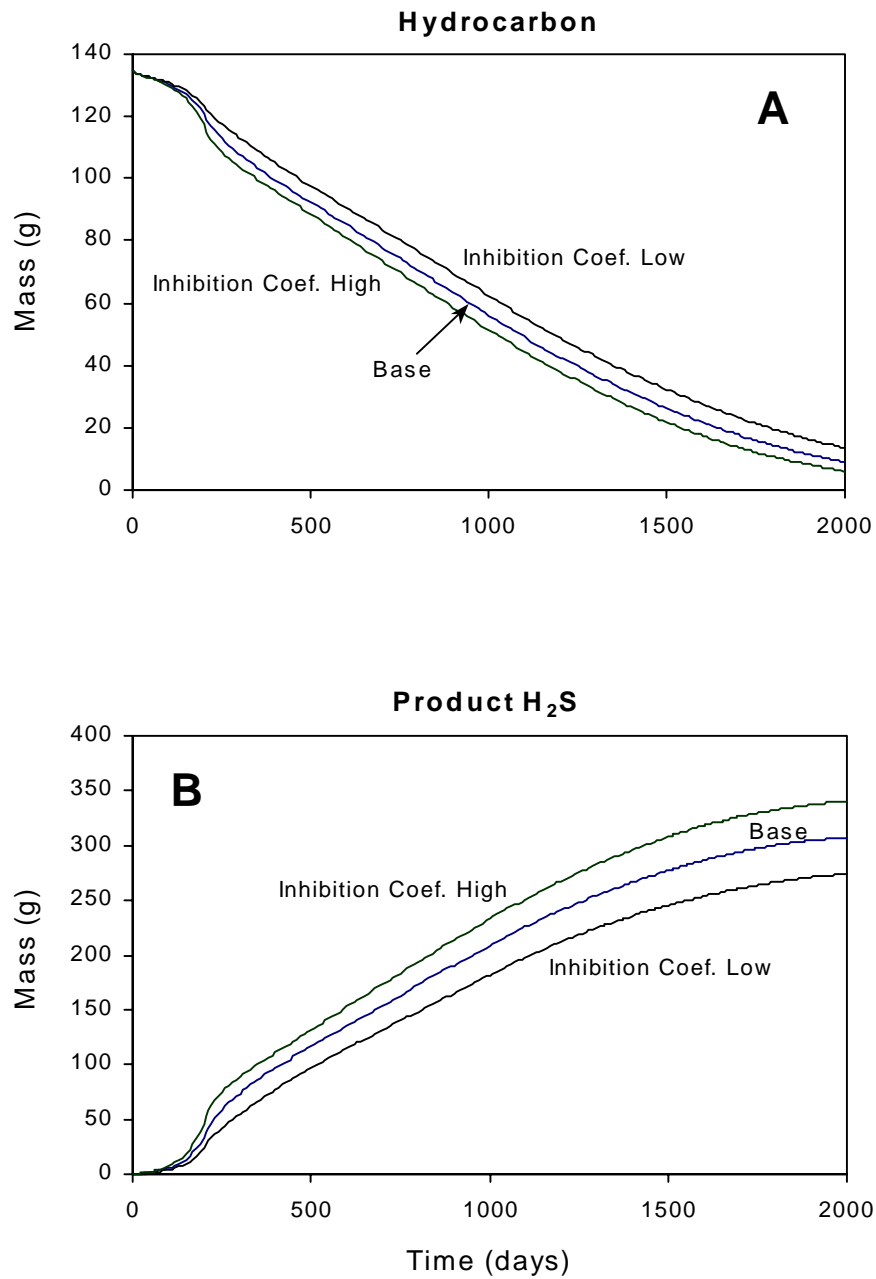 Hydrocarbon
140
120
100
80
60
40
20
0
Mass (g)
A
Inhibition Coef. Low
Inhibition Coef. High
Base
0 500 1000 1500 2000
Product H₂S
400
350
300
250
200
150
100
50
0
Mass (g)
B
Base
Inhibition Coef. High
Inhibition Coef. Low
0 500 1000 1500 2000
Time (days)